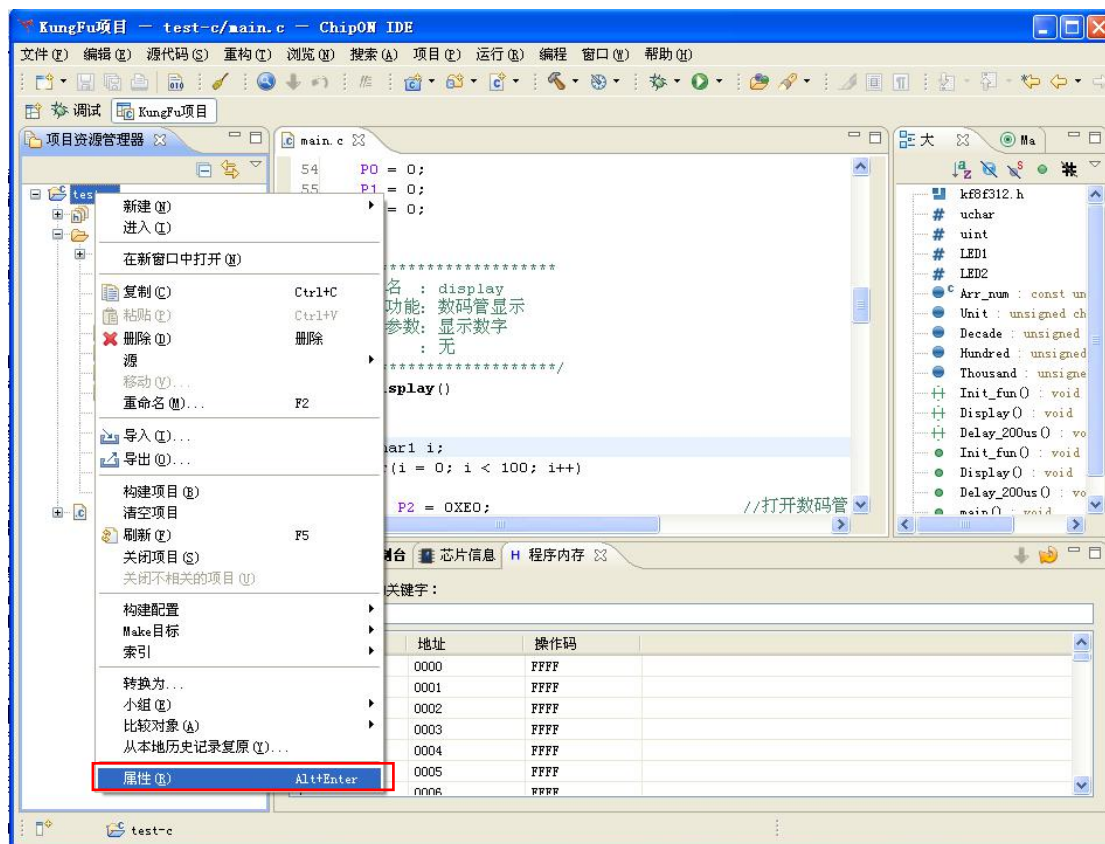 KungFu项目 - test-c/main.c - ChipON IDE
文件(F) 编辑(E) 源代码(S) 重构(T) 浏览(N) 搜索(A) 项目(P) 运行(R) 编程 窗口(W) 帮助(H)
调试 KungFu项目
项目资源管理器
main.c
大
Ma
54 P0 = 0;
55 P1 = 0;
= 0;
********************
名 : display
功能: 数码管显示
参数: 显示数字
: 无
********************/
splay()
har1 i;
(i = 0; i < 100; i++)
P2 = 0XE0; //打开数码管
kf8f312.h
# uchar
# uint
# LED1
# LED2
Arr_num : const un
Unit : unsigned ch
Decade : unsigned
Hundred : unsigned
Thousand : unsigne
Init_fun() : void
Display() : void
Delay_200us() : vo
Init_fun() : void
Display() : void
Delay_200us() : vo
main() : void
tes
新建(N)
进入(I)
在新窗口中打开(N)
复制(C) Ctrl+C
粘贴(P) Ctrl+V
删除(D) 删除
源
移动(V)...
重命名(M)... F2
导入(I)...
导出(O)...
构建项目(B)
清空项目
刷新(F) F5
关闭项目(S)
关闭不相关的项目(U)
构建配置
Make目标
索引
转换为...
小组(E)
比较对象(A)
从本地历史记录复原(Y)...
属性(R) Alt+Enter
制台 芯片信息 H 程序内存
关键字：
地址 操作码
0000 FFFF
0001 FFFF
0002 FFFF
0003 FFFF
0004 FFFF
0005 FFFF
0006 FFFF
test-c